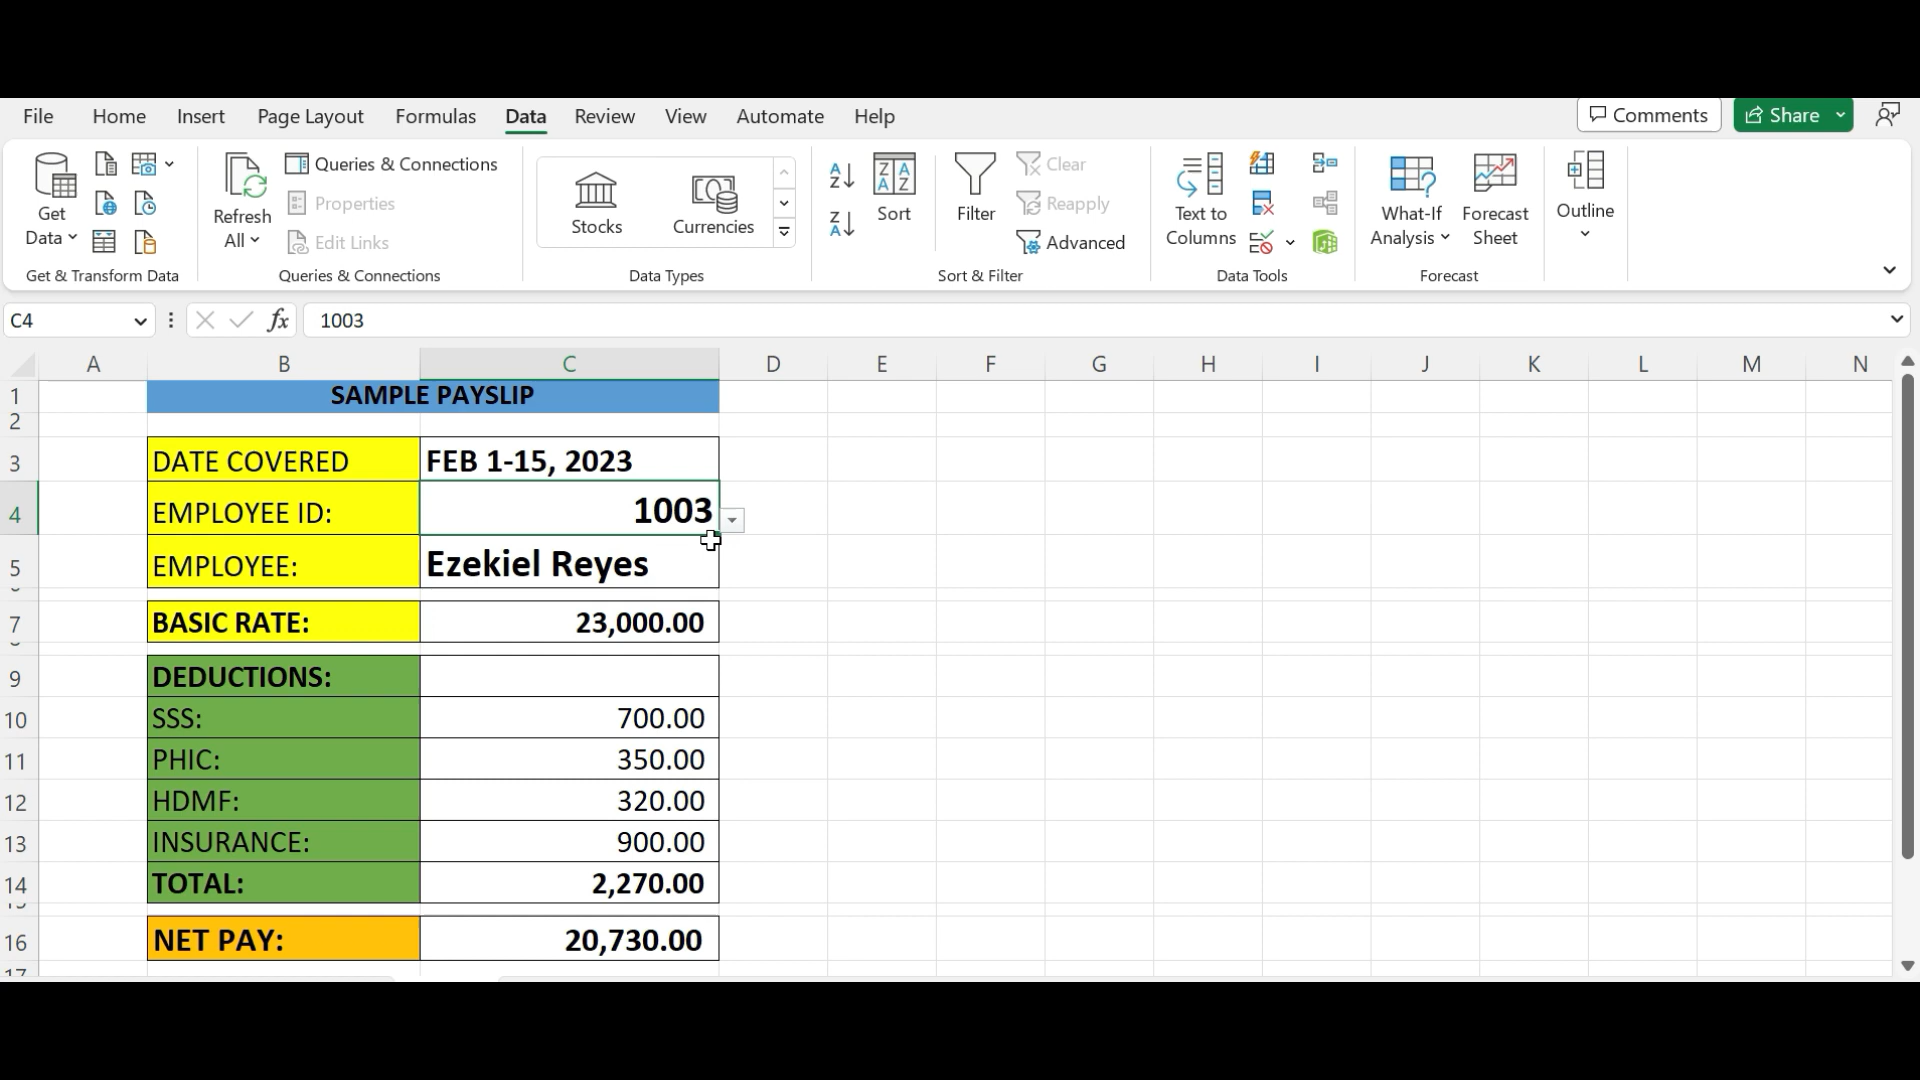 File Home Insert Page Layout Formulas Data Review View Automate Help Comments Share
Get Data
Refresh All
Queries & Connections
Properties
Edit Links
Stocks
Currencies
Sort
Filter
Clear
Reapply
Advanced
Text to Columns
What-If Analysis
Forecast Sheet
Outline
Get & Transform Data Queries & Connections Data Types Sort & Filter Data Tools Forecast
C4 fx 1003
A B C D E F G H I J K L M N
1 SAMPLE PAYSLIP
2
3 DATE COVERED FEB 1-15, 2023
4 EMPLOYEE ID: 1003
5 EMPLOYEE: Ezekiel Reyes
7 BASIC RATE: 23,000.00
9 DEDUCTIONS:
10 SSS: 700.00
11 PHIC: 350.00
12 HDMF: 320.00
13 INSURANCE: 900.00
14 TOTAL: 2,270.00
16 NET PAY: 20,730.00
17